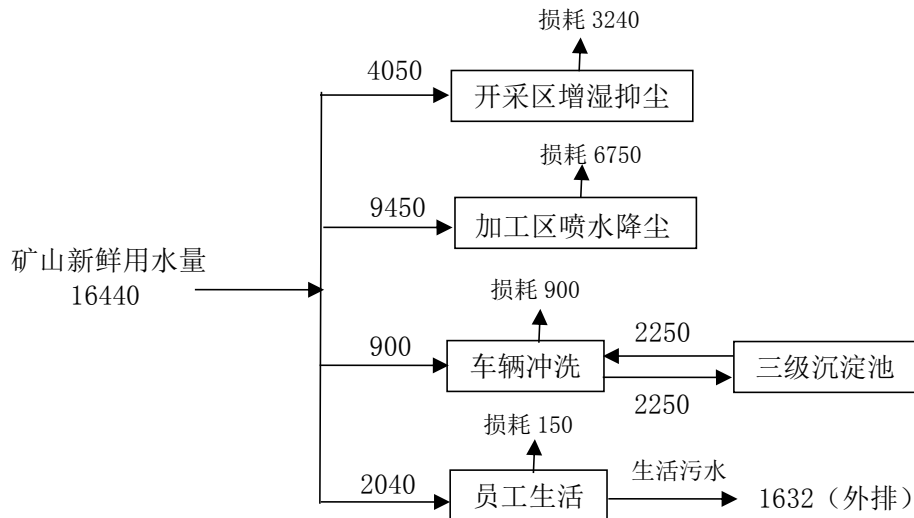 损耗 3240
4050
开采区增湿抑尘
损耗 6750
9450
加工区喷水降尘
矿山新鲜用水量
16440
损耗 900
900
车辆冲洗
2250
2250
三级沉淀池
损耗 150
2040
员工生活
生活污水
1632（外排）